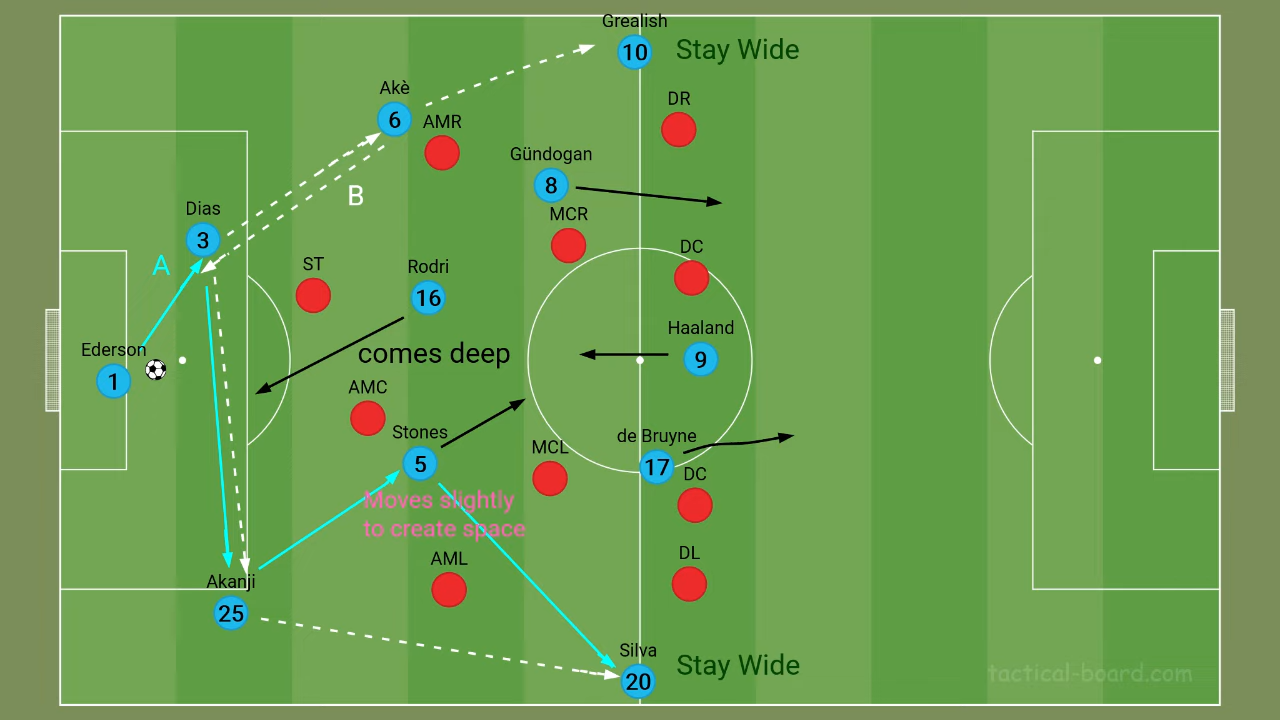 Grealish
10
Stay Wide
Akè
6
DR
AMR
Gündogan
8
B
Dias
MCR
3
DC
A
ST
Rodri
16
Haaland
9
Ederson
1
comes deep
AMC
Stones
5
de Bruyne
17
MCL
DC
Moves slightly
to create space
AML
DL
Akanji
25
Silva
20
Stay Wide
tactical-board.com